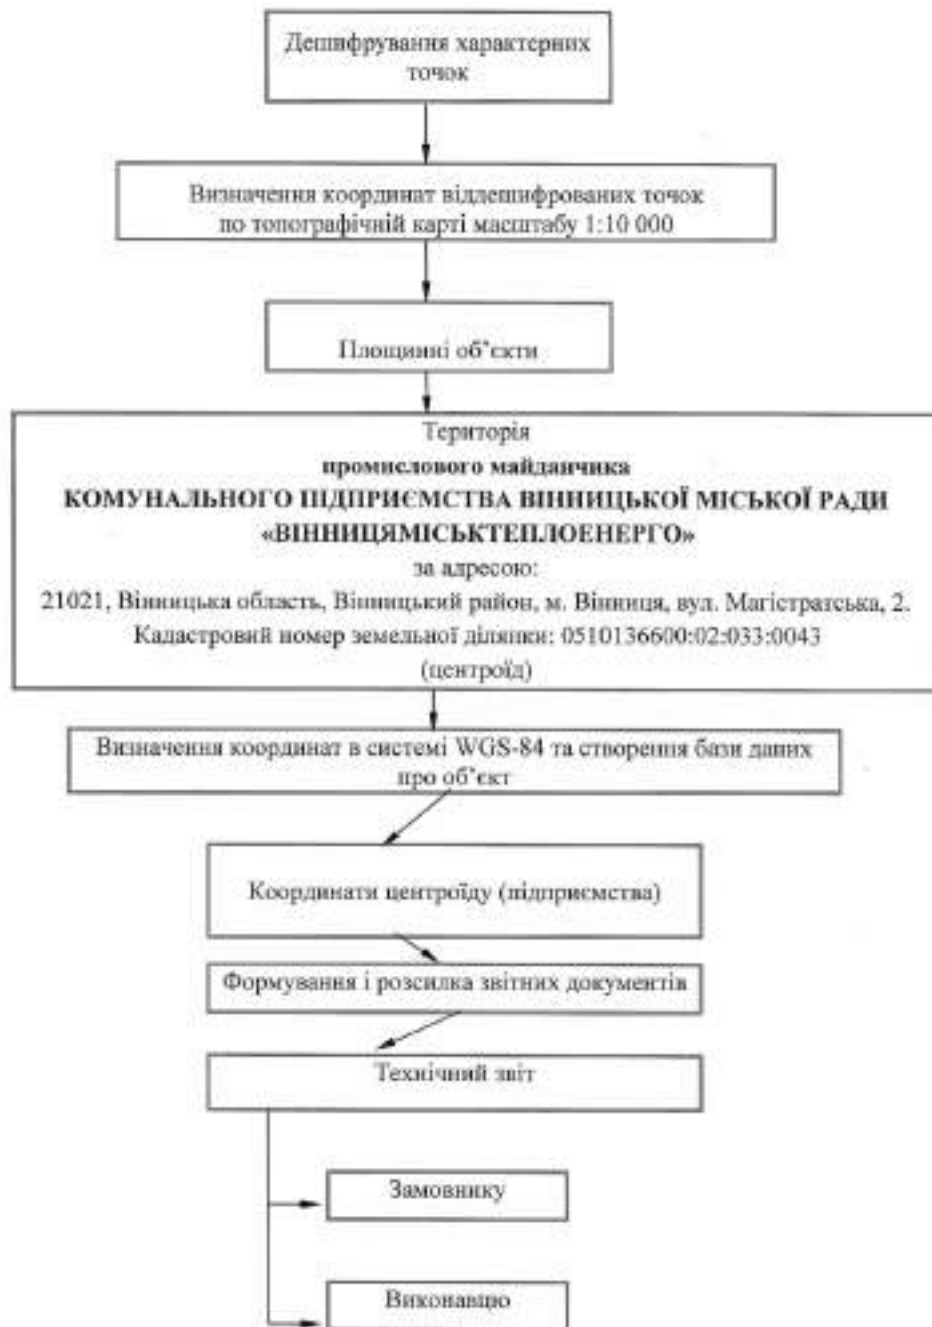 Дешифрування характерних
точок
Визначення координат віддешифрованих точок
по топографічній карті масштабу 1:10 000
Площинні об’єкти
Територія
промислового майданчика
КОМУНАЛЬНОГО ПІДПРИЄМСТВА ВІННИЦЬКОЇ МІСЬКОЇ РАДИ
«ВІННИЦЯМІСЬКТЕПЛОЕНЕРГО»
за адресою:
21021, Вінницька область, Вінницький район, м. Вінниця, вул. Магістратська, 2.
Кадастровий номер земельної ділянки: 0510136600:02:033:0043
(центроїд)
Визначення координат в системі WGS-84 та створення бази даних
про об’єкт
Координати центроїду (підприємства)
Формування і розсилка звітних документів
Технічний звіт
Замовнику
Виконавцю